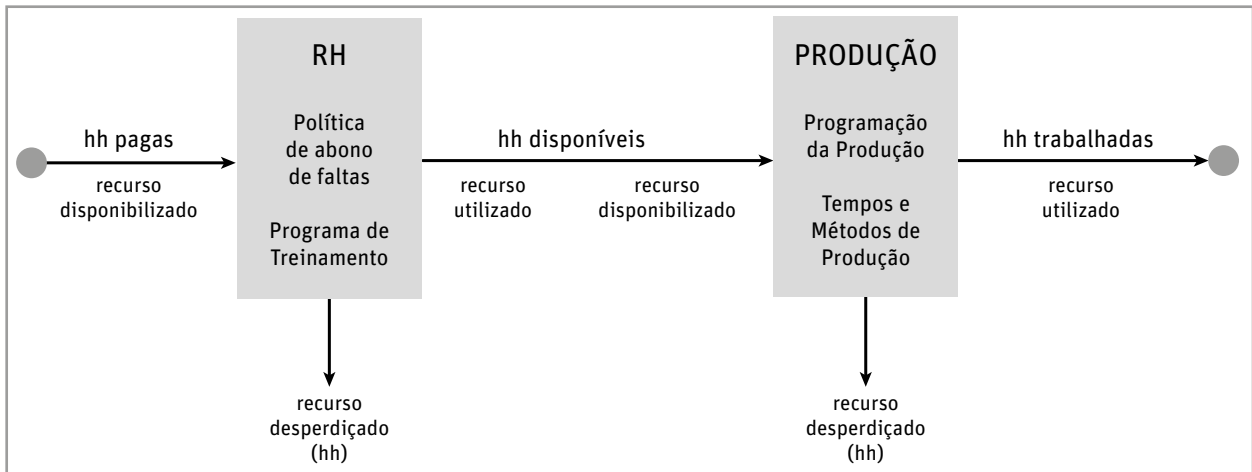 RH
PRODUÇÃO
hh pagas
recurso
disponibilizado
Política
de abono
de faltas
Programa de
Treinamento
hh disponíveis
recurso
utilizado
recurso
disponibilizado
Programação
da Produção
Tempos e
Métodos de
Produção
hh trabalhadas
recurso
utilizado
recurso
desperdiçado
(hh)
recurso
desperdiçado
(hh)